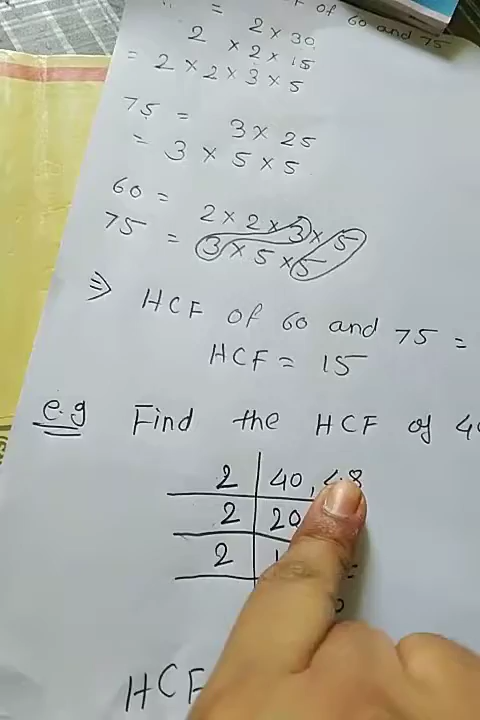 = 2 × 30 of 60 and 75
2 × 2 × 15
= 2 × 2 × 3 × 5
75 = 3 × 25
= 3 × 5 × 5
60 = 2 × 2 × 3 × 5
75 = 3 × 5 × 5
⇒ HCF of 60 and 75 =
HCF = 15
e.g Find the HCF of
2 40, 48
2 20
2
HCF